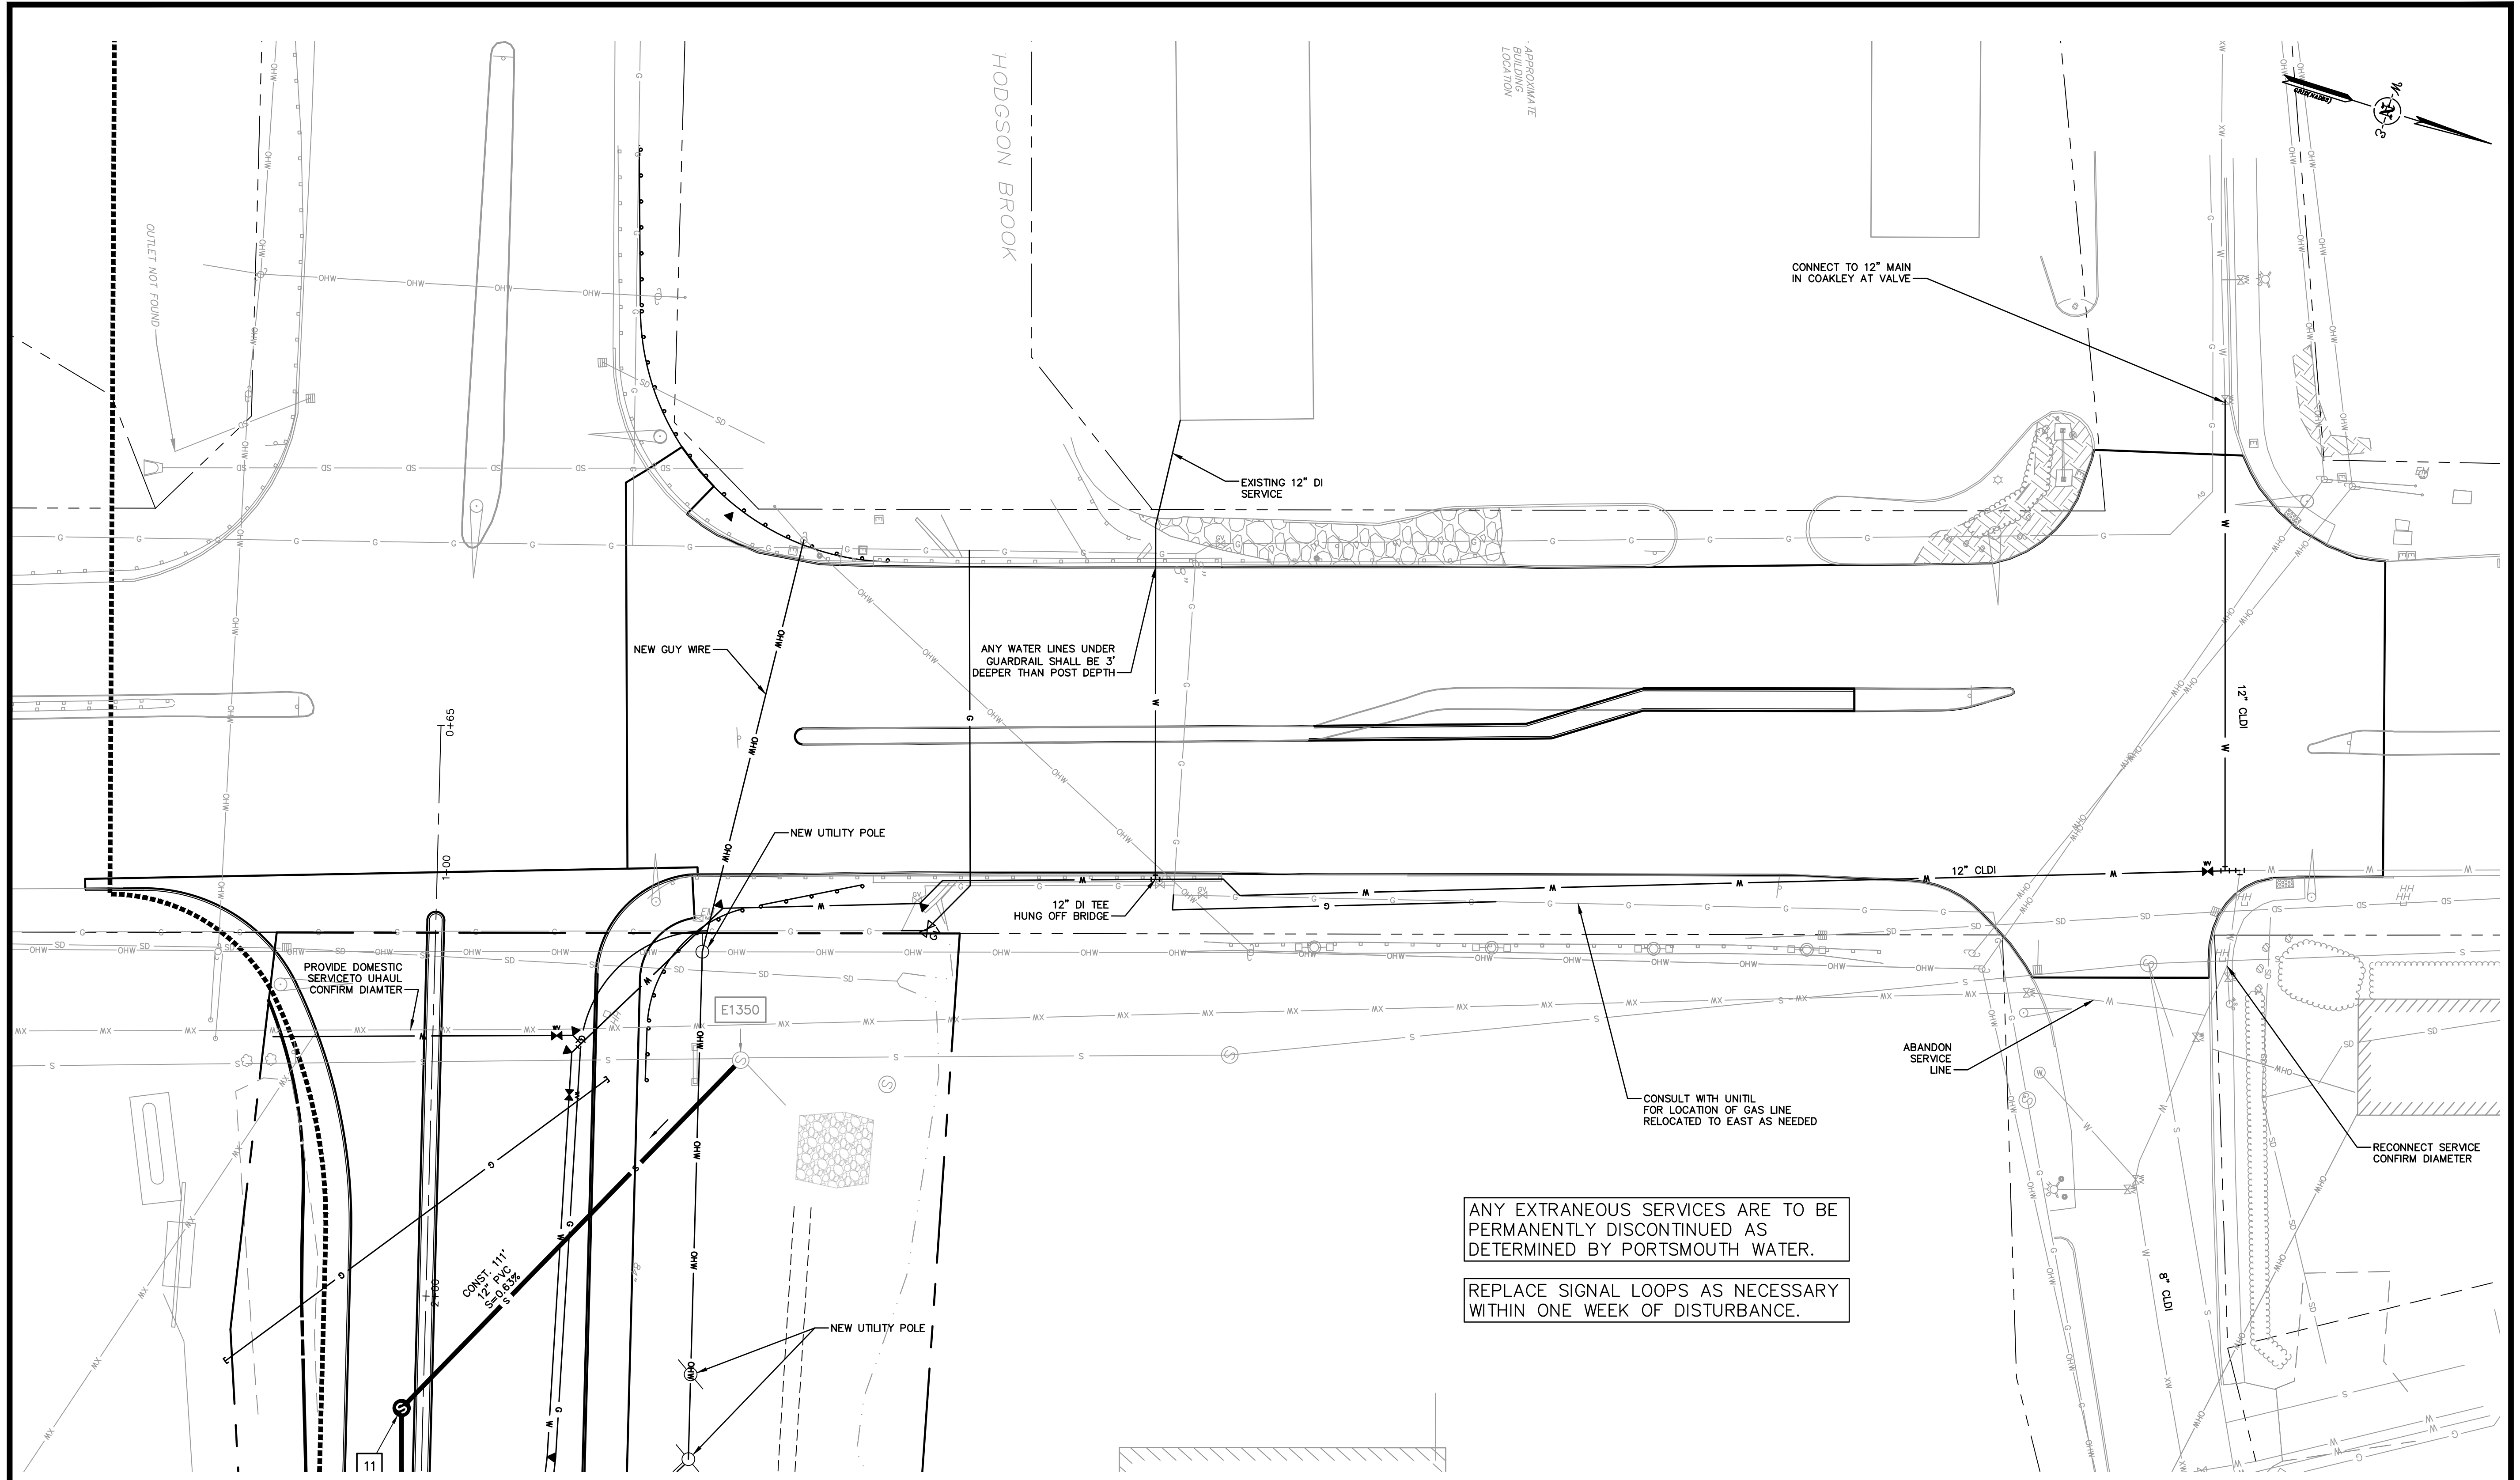 HODGSON BROOK
APPROXIMATE
BUILDING
LOCATION
GRID(NAD83)
OUTLET NOT FOUND
CONNECT TO 12" MAIN
IN COAKLEY AT VALVE
EXISTING 12" DI
SERVICE
NEW GUY WIRE
ANY WATER LINES UNDER
GUARDRAIL SHALL BE 3'
DEEPER THAN POST DEPTH
12" CLDI
0+65
NEW UTILITY POLE
1+00
12" CLDI
12" DI TEE
HUNG OFF BRIDGE
PROVIDE DOMESTIC
SERVICETO UHAUL
CONFIRM DIAMTER
E1350
ABANDON
SERVICE
LINE
CONSULT WITH UNITIL
FOR LOCATION OF GAS LINE
RELOCATED TO EAST AS NEEDED
RECONNECT SERVICE
CONFIRM DIAMETER
ANY EXTRANEOUS SERVICES ARE TO BE
PERMANENTLY DISCONTINUED AS
DETERMINED BY PORTSMOUTH WATER.
REPLACE SIGNAL LOOPS AS NECESSARY
WITHIN ONE WEEK OF DISTURBANCE.
CONST. 111'
12" PVC
S=0.63%
2+00
8" CLDI
NEW UTILITY POLE
11